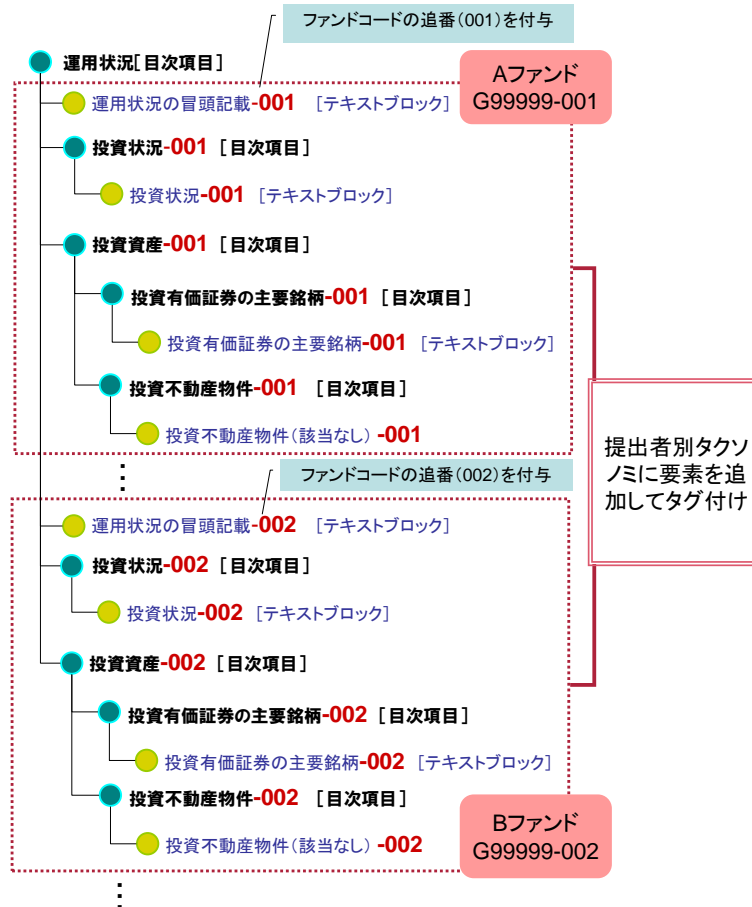 ファンドコードの追番(001)を付与
運用状況[目次項目]
Aファンド
G99999-001
運用状況の冒頭記載-001 [テキストブロック]
投資状況-001 [目次項目]
投資状況-001 [テキストブロック]
投資資産-001 [目次項目]
投資有価証券の主要銘柄-001 [目次項目]
投資有価証券の主要銘柄-001 [テキストブロック]
投資不動産物件-001 [目次項目]
投資不動産物件(該当なし) -001
提出者別タクソ
ノミに要素を追
加してタグ付け
ファンドコードの追番(002)を付与
運用状況の冒頭記載-002 [テキストブロック]
投資状況-002 [目次項目]
投資状況-002 [テキストブロック]
投資資産-002 [目次項目]
投資有価証券の主要銘柄-002 [目次項目]
投資有価証券の主要銘柄-002 [テキストブロック]
投資不動産物件-002 [目次項目]
投資不動産物件(該当なし) -002
Bファンド
G99999-002